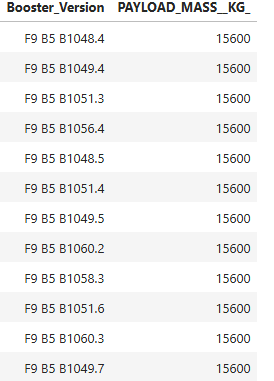 Booster_Version PAYLOAD_MASS__KG_
F9 B5 B1048.4 15600
F9 B5 B1049.4 15600
F9 B5 B1051.3 15600
F9 B5 B1056.4 15600
F9 B5 B1048.5 15600
F9 B5 B1051.4 15600
F9 B5 B1049.5 15600
F9 B5 B1060.2 15600
F9 B5 B1058.3 15600
F9 B5 B1051.6 15600
F9 B5 B1060.3 15600
F9 B5 B1049.7 15600